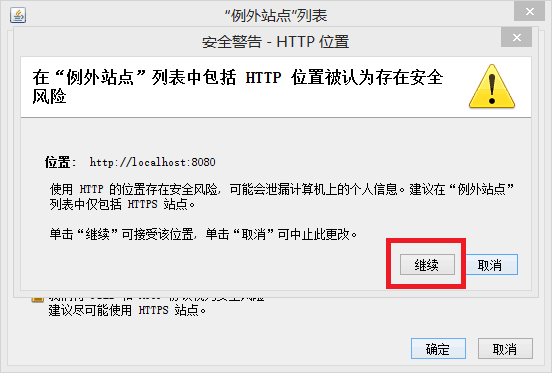 “例外站点”列表
安全警告 - HTTP 位置
在“例外站点”列表中包括 HTTP 位置被认为存在安全
风险
位置： http://localhost:8080
使用 HTTP 的位置存在安全风险, 可能会泄漏计算机上的个人信息。建议在“例外站点”
列表中仅包括 HTTPS 站点。
单击“继续”可接受该位置, 单击“取消”可中止此更改。
继续
取消
建议尽可能使用 HTTPS 站点。
确定
取消